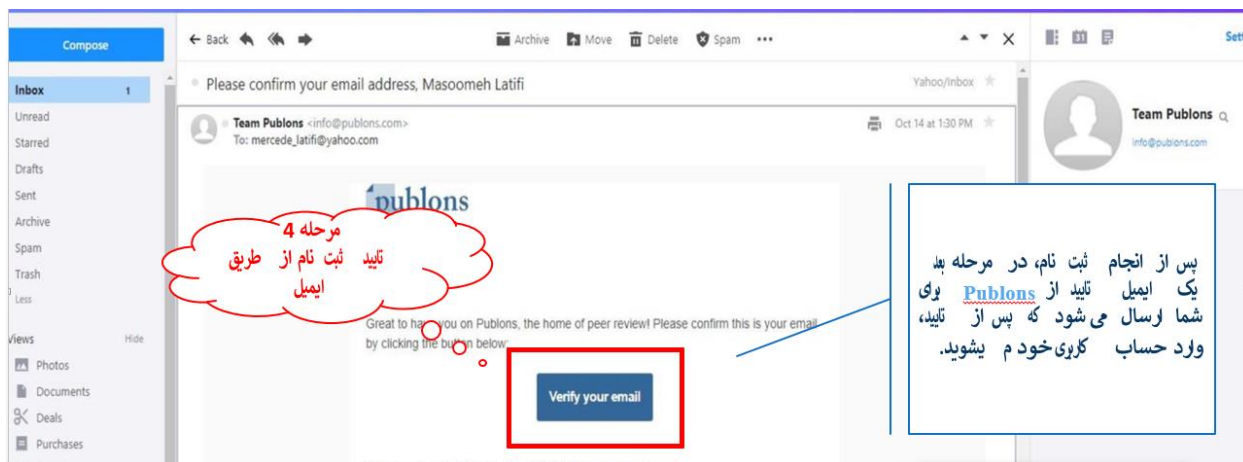 Compose
Back
Archive Move Delete Spam
Settings
Inbox 1
Unread
Starred
Drafts
Sent
Archive
Spam
Trash
Less
Views Hide
Photos
Documents
Deals
Purchases
Please confirm your email address, Masoomeh Latifi
Yahoo/Inbox
Team Publons <info@publons.com>
To: mercede_latifi@yahoo.com
Oct 14 at 1:30 PM
Team Publons
info@publons.com
publons
مرحله 4
تایید ثبت نام از طریق
ایمیل
Great to have you on Publons, the home of peer review! Please confirm this is your email
by clicking the button below:
Verify your email
پس از انجام ثبت نام، در مرحله بعد
یک ایمیل تایید از Publons برای
شما ارسال می شود که پس از تایید،
وارد حساب کاربری خود م یشوید.